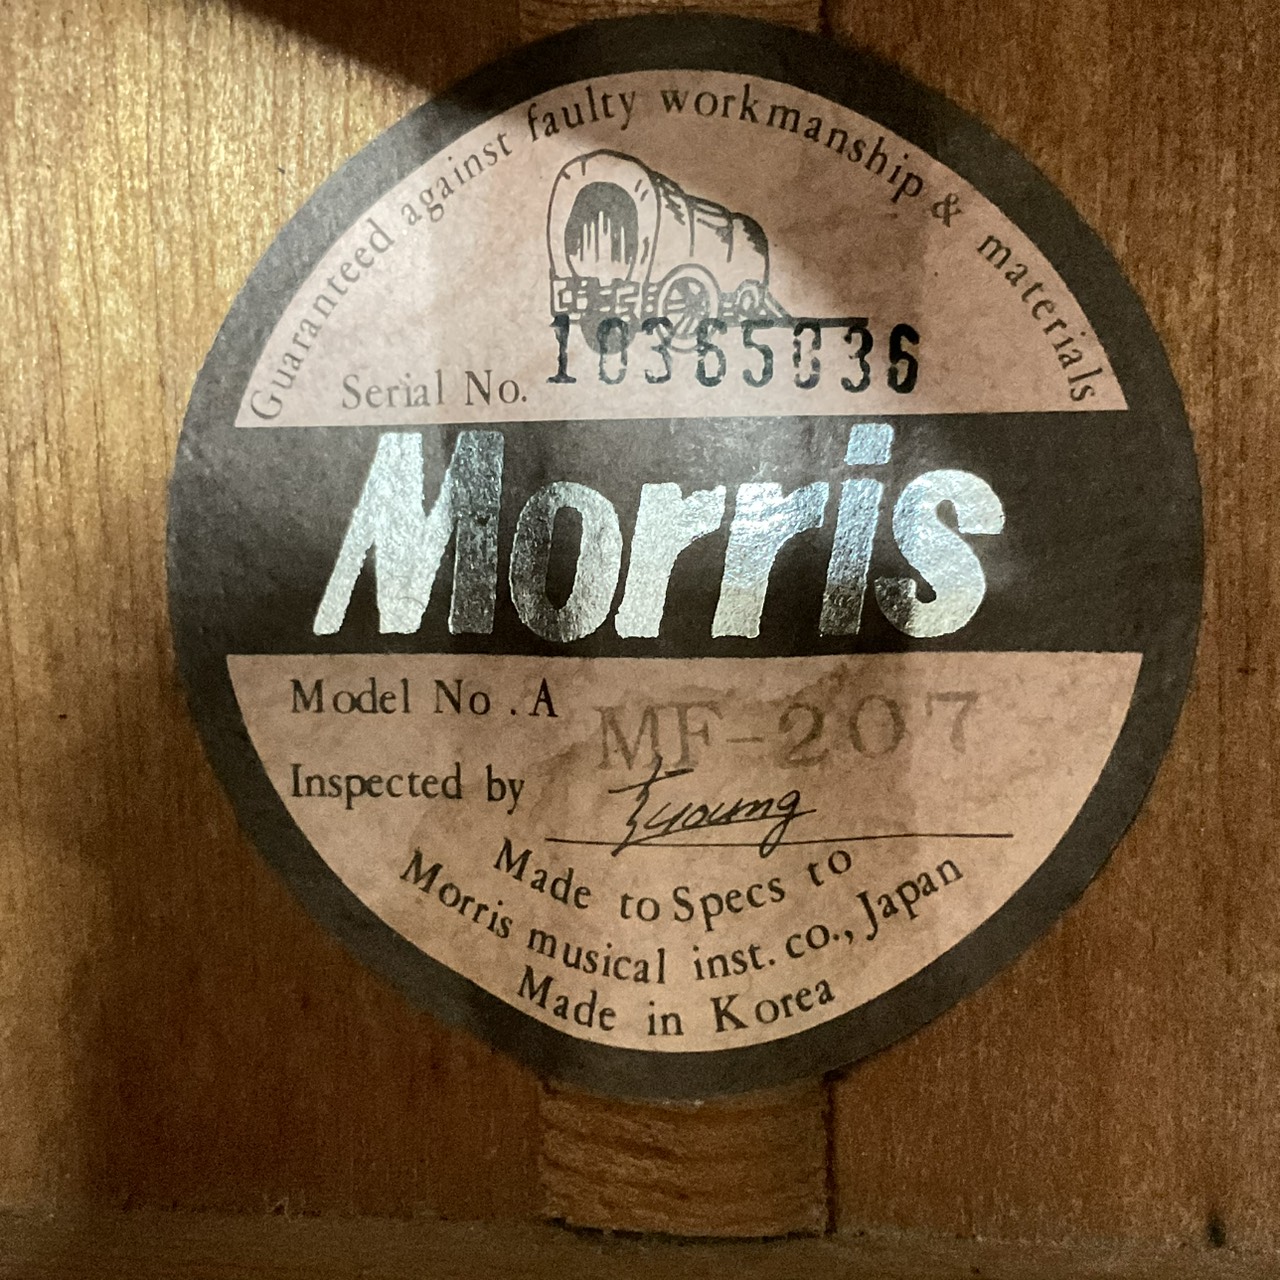 Guaranteed against faulty workmanship & materials
Serial No. 10365036
Morris
Model No. A MF-207
Inspected by
Made to Specs to
Morris musical inst. co., Japan
Made in Korea